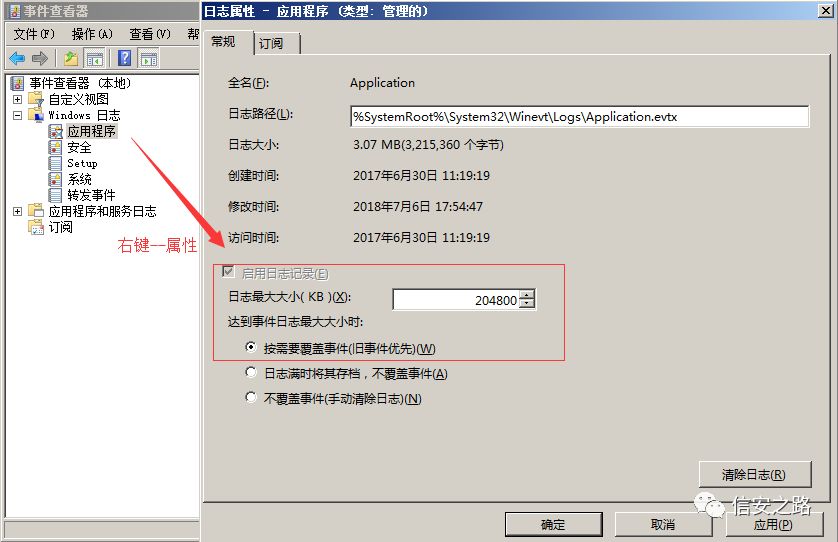 事件查看器
文件(F) 操作(A) 查看(V) 帮
事件查看器 (本地)
自定义视图
Windows 日志
应用程序
安全
Setup
系统
转发事件
应用程序和服务日志
订阅
右键--属性
日志属性 - 应用程序 (类型: 管理的)
常规 订阅
全名(F): Application
日志路径(L): %SystemRoot%\System32\Winevt\Logs\Application.evtx
日志大小: 3.07 MB(3,215,360 个字节)
创建时间: 2017年6月30日 11:19:19
修改时间: 2018年7月6日 17:54:47
访问时间: 2017年6月30日 11:19:19
启用日志记录(E)
日志最大大小( KB )(X): 204800
达到事件日志最大大小时:
按需要覆盖事件(旧事件优先)(W)
日志满时将其存档，不覆盖事件(A)
不覆盖事件(手动清除日志)(N)
清除日志(R)
信安之路
确定 取消 应用(P)